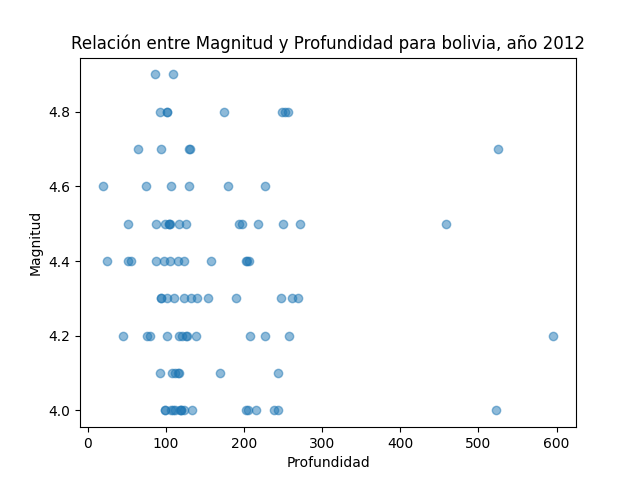 Relación entre Magnitud y Profundidad para bolivia, año 2012
Magnitud
4.8
4.6
4.4
4.2
4.0
0 100 200 300 400 500 600
Profundidad